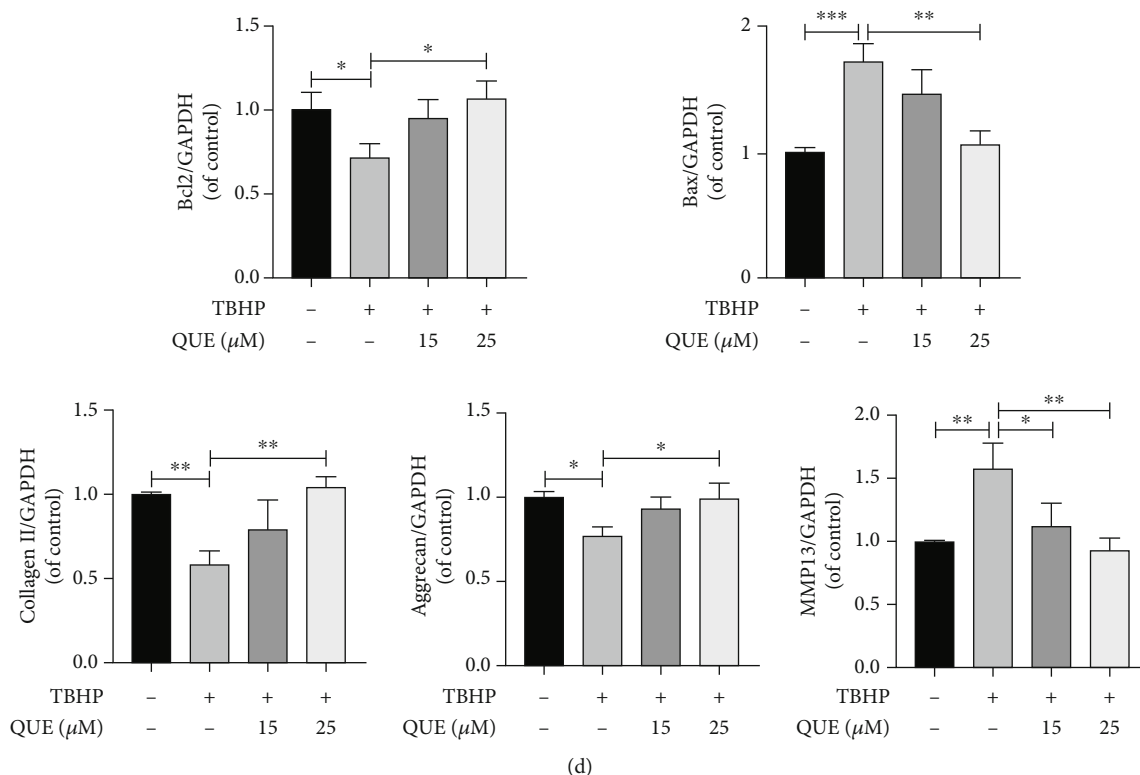 1.5
1.0
0.5
0.0
Bcl2/GAPDH
(of control)
*
*
TBHP – + + +
QUE (μM) – – 15 25
2
1
0
Bax/GAPDH
(of control)
***
**
TBHP – + + +
QUE (μM) – – 15 25
1.5
1.0
0.5
0.0
Collagen II/GAPDH
(of control)
**
**
TBHP – + + +
QUE (μM) – – 15 25
1.5
1.0
0.5
0.0
Aggrecan/GAPDH
(of control)
*
*
TBHP – + + +
QUE (μM) – – 15 25
2.0
1.5
1.0
0.5
0.0
MMP13/GAPDH
(of control)
**
** *
TBHP – + + +
QUE (μM) – – 15 25
(d)